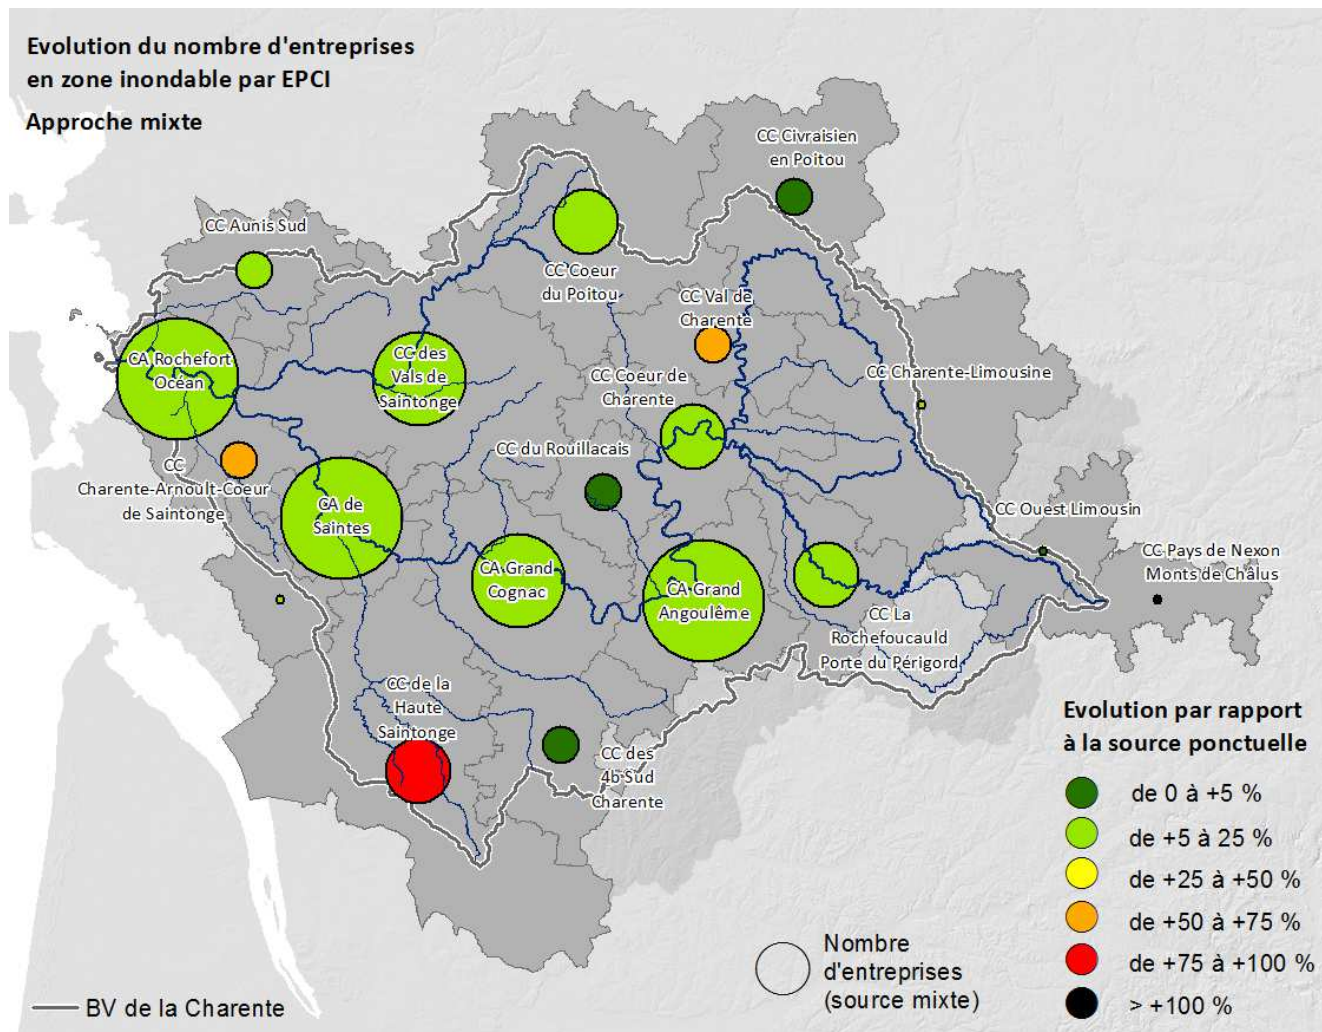 Evolution du nombre d'entreprises
en zone inondable par EPCI
Approche mixte
CC Civraisien
en Poitou
CC Aunis Sud
CC Coeur
du Poitou
CC Val de
Charente
CA Rochefort
Océan
CC des
Vals de
Saintonge
CC Coeur de
Charente
CC Charente-Limousine
CC du Rouillacais
CC
Charente-Arnoult-Coeur
de Saintonge
CA de
Saintes
CC Ouest Limousin
CC Pays de Nexon
Monts de Châlus
CA Grand
Cognac
CA Grand
Angoulême
CC La
Rochefoucauld
Porte du Périgord
CC de la
Haute
Saintonge
CC des
4b Sud
Charente
Evolution par rapport
à la source ponctuelle
de 0 à +5 %
de +5 à 25 %
de +25 à +50 %
de +50 à +75 %
de +75 à +100 %
> +100 %
Nombre
d'entreprises
(source mixte)
BV de la Charente